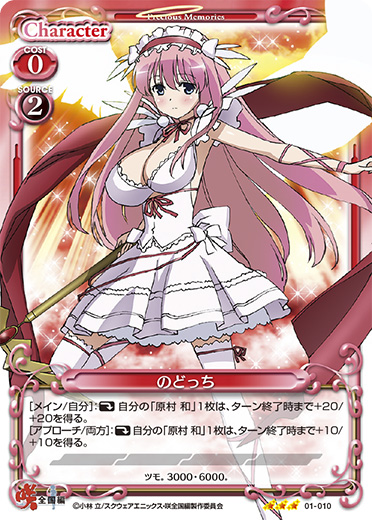 Precious Memories
Character
COST
0
SOURCE
2
のどっち
[メイン/自分]: 自分の「原村 和」1枚は、ターン終了時まで+20/
+20を得る。
[アプローチ/両方]: 自分の「原村 和」1枚は、ターン終了時まで+10/
+10を得る。
ツモ。3000・6000。
咲 全国編
©小林 立/スクウェアエニックス・咲全国編製作委員会
01-010